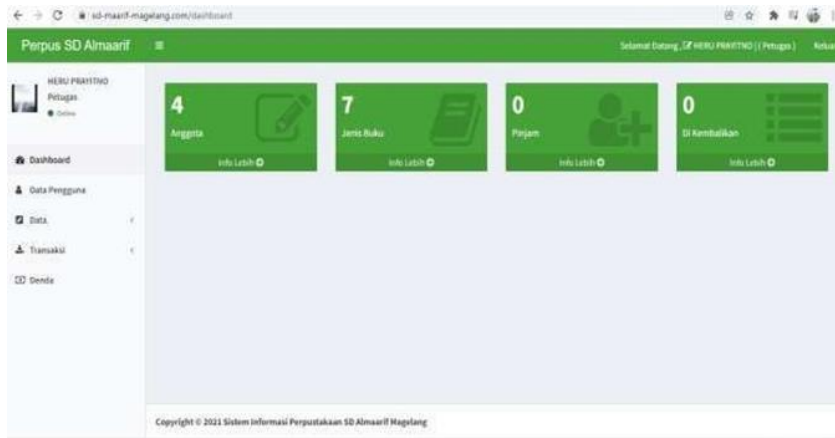 sd-maarif-magelang.com/dashboard
Perpus SD Almaarif
Selamat Datang, HERU PRAYITNO ( Petugas )
HERU PRAYITNO
Petugas
Online
Dashboard
Data Pengguna
Data
Transaksi
Denda
4
Anggota
Info Lebih
7
Jenis Buku
Info Lebih
0
Pinjam
Info Lebih
0
Di Kembalikan
Info Lebih
Copyright © 2021 Sistem Informasi Perpustakaan SD Almaarif Magelang